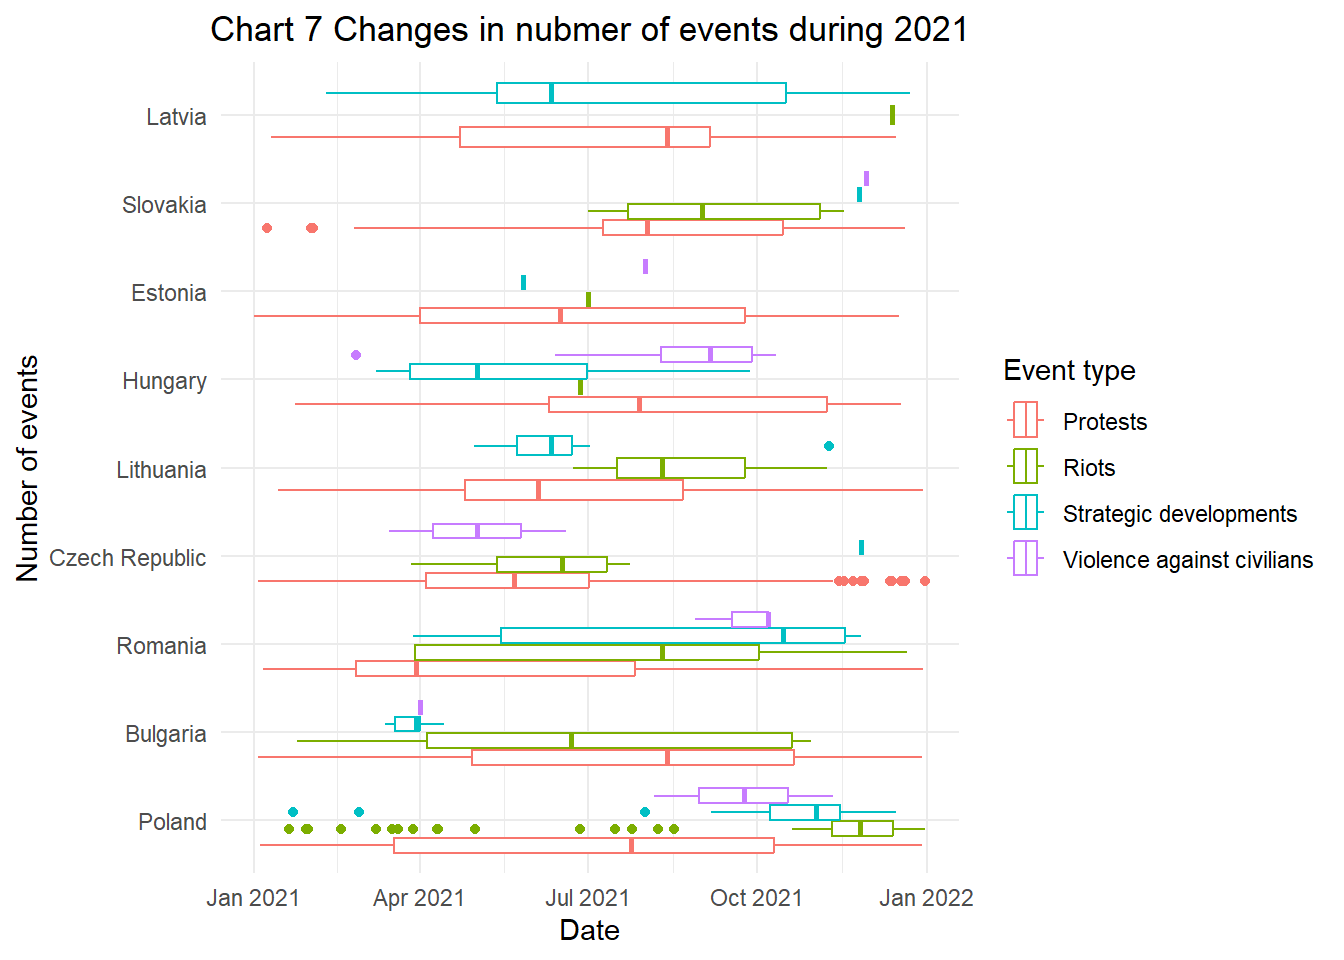 Chart 7 Changes in nubmer of events during 2021
Number of events
Latvia
Slovakia
Estonia
Hungary
Lithuania
Czech Republic
Romania
Bulgaria
Poland
Jan 2021
Apr 2021
Jul 2021
Oct 2021
Jan 2022
Date
Event type
Protests
Riots
Strategic developments
Violence against civilians